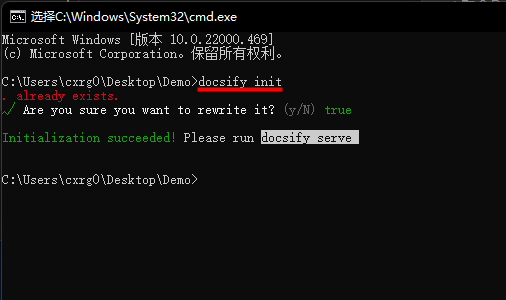 选择C:\Windows\System32\cmd.exe
Microsoft Windows [版本 10.0.22000.469]
(c) Microsoft Corporation。保留所有权利。
C:\Users\cxrg0\Desktop\Demo>docsify init
. already exists.
√ Are you sure you want to rewrite it? (y/N) true
Initialization succeeded! Please run docsify serve
C:\Users\cxrg0\Desktop\Demo>